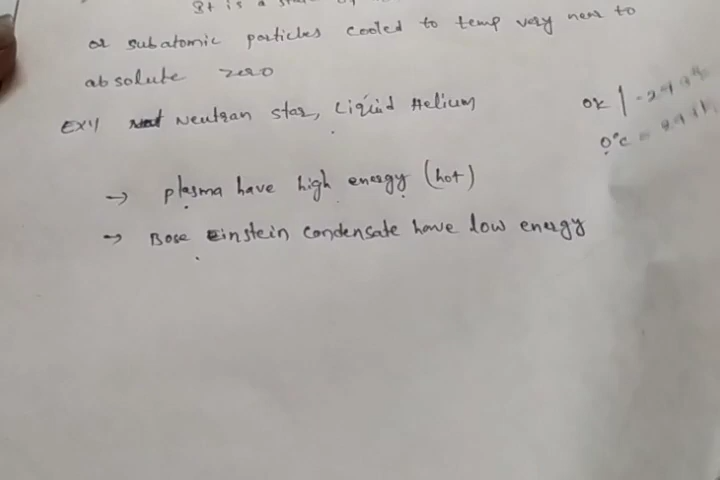 It is a
or subatomic particles cooled to temp very near to
absolute zero
EX:/ Neutran star, Liquid Helium
0k | -273
0°c =
→ plasma have high energy (hot)
→ Bose Einstein condensate have low energy